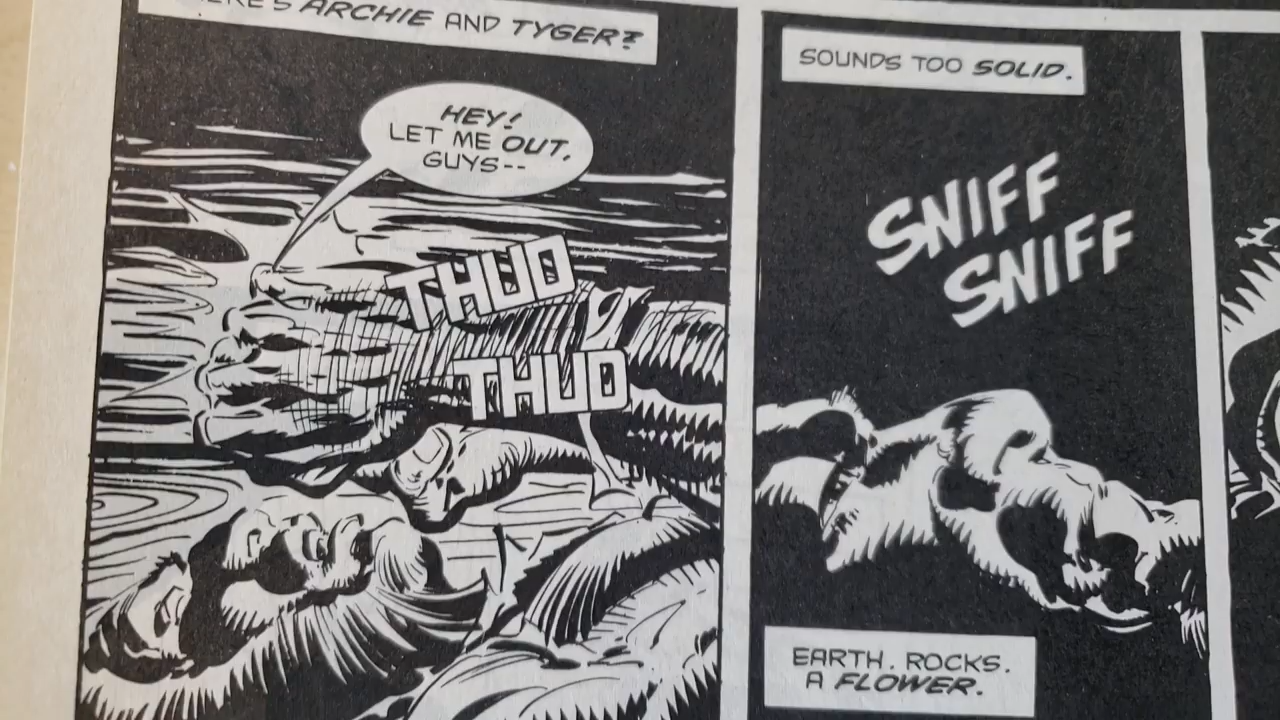 ARCHIE AND TYGER?
HEY!
LET ME OUT,
GUYS--
THUD
THUD
SOUNDS TOO SOLID.
SNIFF
SNIFF
EARTH. ROCKS.
A FLOWER.